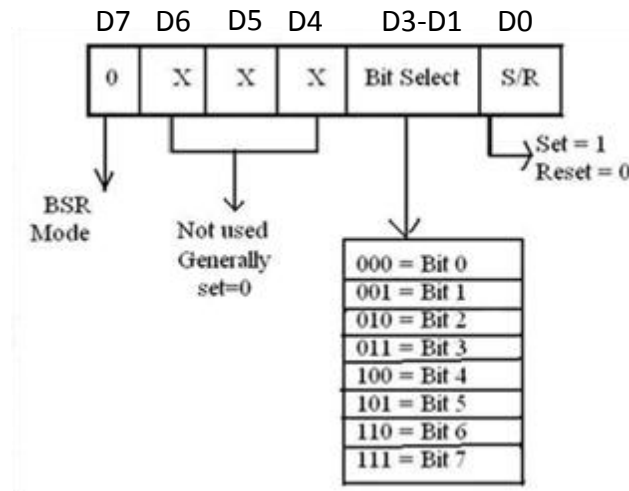 D7 D6 D5 D4 D3-D1 D0
0 X X X Bit Select S/R
Set = 1
Reset = 0
BSR
Mode
Not used
Generally
set=0
000 = Bit 0
001 = Bit 1
010 = Bit 2
011 = Bit 3
100 = Bit 4
101 = Bit 5
110 = Bit 6
111 = Bit 7